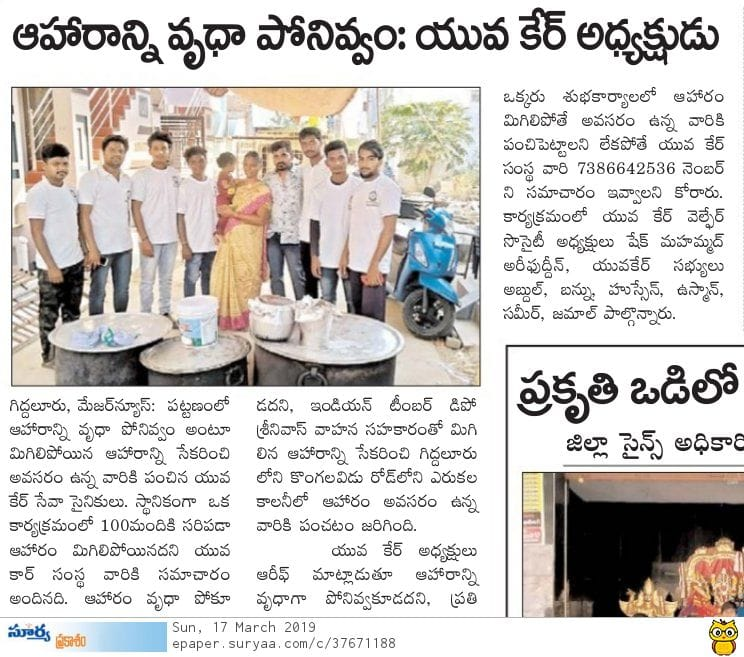 ఆహారాన్ని వృధా పోనివ్వం: యువ కేర్ అధ్యక్షుడు
గిద్దలూరు, మేజర్‌న్యూస్: పట్టణంలో
ఆహారాన్ని వృధా పోనివ్వం అంటూ
మిగిలిపోయిన ఆహారాన్ని సేకరించి
అవసరం ఉన్న వారికి పంచిన యువ
కేర్ సేవా సైనికులు. స్థానికంగా ఒక
కార్యక్రమంలో 100మందికి సరిపడా
ఆహారం మిగిలిపోయినదని యువ
కార్ సంస్థ వారికి సమాచారం
అందినది. ఆహారం వృధా పోకూ
డదని, ఇండియన్ టీంబర్ డిపో
శ్రీనివాస్ వాహన సహకారంతో మిగి
లిన ఆహారాన్ని సేకరించి గిద్దలూరు
లోని కొంగలవిడు రోడ్‌లోని ఎరుకల
కాలనీలో ఆహారం అవసరం ఉన్న
వారికి పంచటం జరిగింది.
యువ కేర్ అధ్యక్షులు
ఆరీఫ్ మాట్లాడుతూ ఆహారాన్ని
వృధాగా పోనివ్వకూడదని, ప్రతి
ఒక్కరు శుభకార్యాలలో ఆహారం
మిగిలిపోతే అవసరం ఉన్న వారికి
పంచిపెట్టాలని లేకపోతే యువ కేర్
సంస్థ వారి 7386642536 నెంబర్
ని సమాచారం ఇవ్వాలని కోరారు.
కార్యక్రమంలో యువ కేర్ వెల్ఫేర్
సొసైటీ అధ్యక్షులు షేక్ మహమ్మద్
అరీఫుద్దీన్, యువకేర్ సభ్యులు
అబ్దుల్, బన్ను, హుస్సేన్, ఉస్మాన్,
సమీర్, జమాల్ పాల్గొన్నారు.
ప్రకృతి ఒడిలో
జిల్లా సైన్స్ అధికారి
సూర్య ప్రకాశం
Sun, 17 March 2019
epaper.suryaa.com/c/37671188